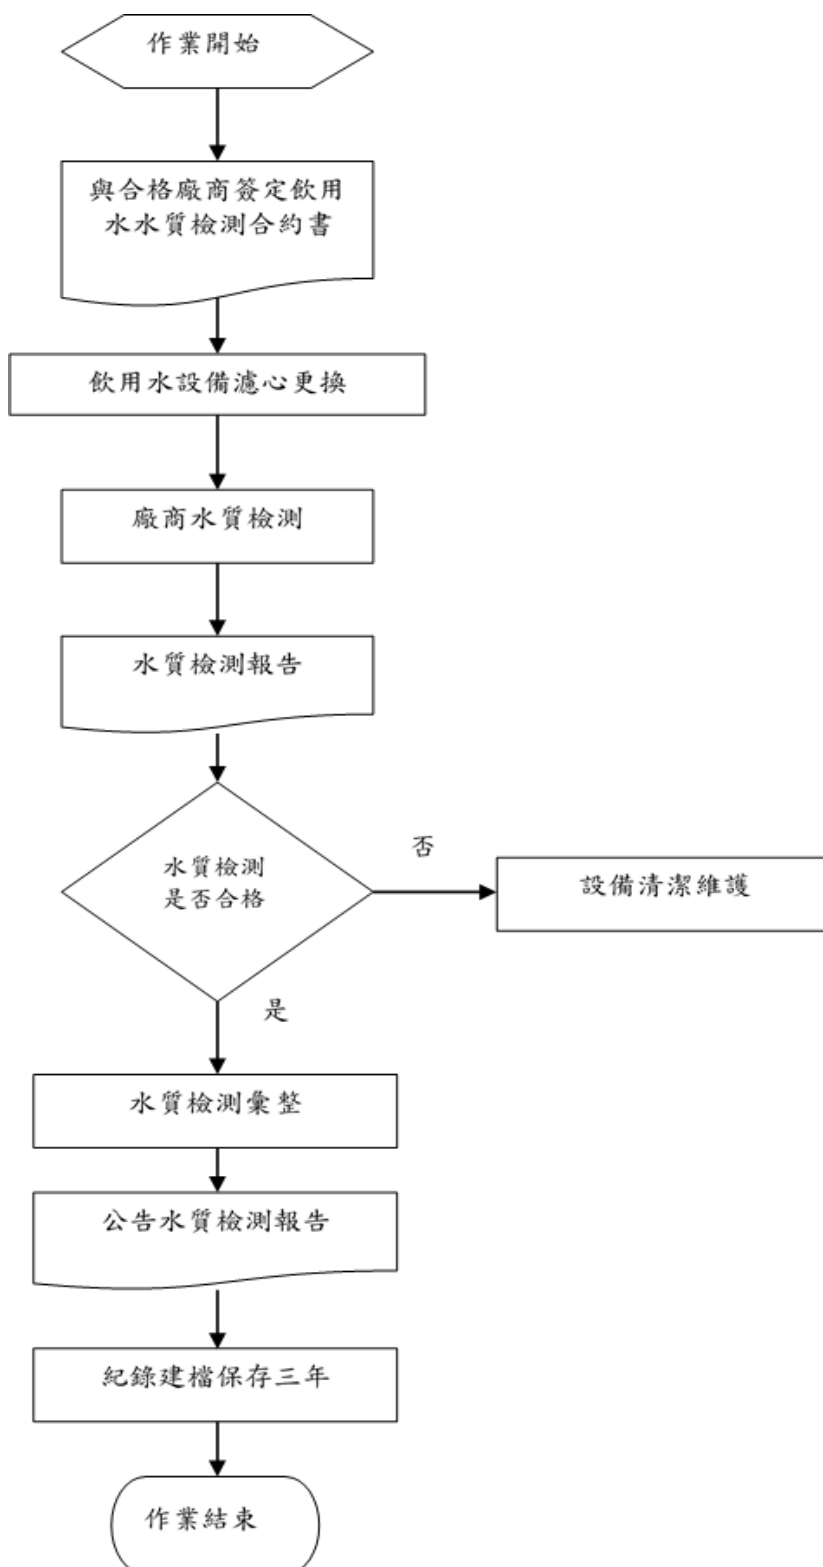 作業開始
與合格廠商簽定飲用
水水質檢測合約書
飲用水設備濾心更換
廠商水質檢測
水質檢測報告
水質檢測
是否合格
否
設備清潔維護
是
水質檢測彙整
公告水質檢測報告
紀錄建檔保存三年
作業結束